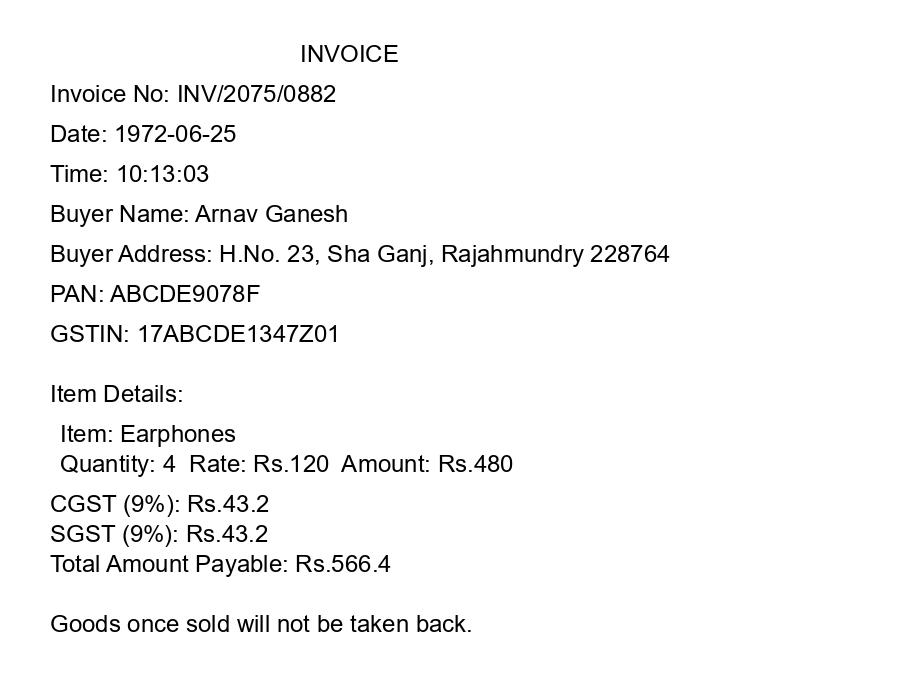 INVOICE
Invoice No: INV/2075/0882
Date: 1972-06-25
Time: 10:13:03
Buyer Name: Arnav Ganesh
Buyer Address: H.No. 23, Sha Ganj, Rajahmundry 228764
PAN: ABCDE9078F
GSTIN: 17ABCDE1347Z01
Item Details:
Item: Earphones
Quantity: 4  Rate: Rs.120  Amount: Rs.480
CGST (9%): Rs.43.2
SGST (9%): Rs.43.2
Total Amount Payable: Rs.566.4
Goods once sold will not be taken back.